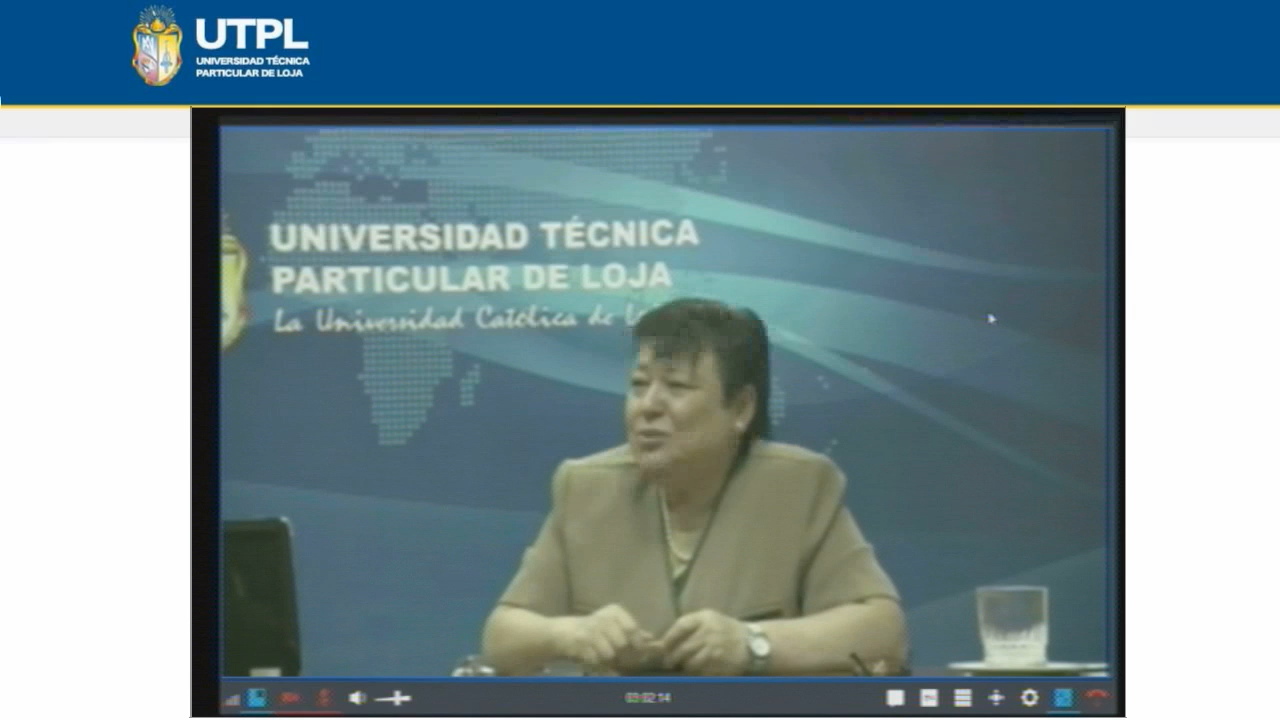 UTPL
UNIVERSIDAD TÉCNICA
PARTICULAR DE LOJA
UNIVERSIDAD TÉCNICA
PARTICULAR DE LOJA
La Universidad Católica de
03:02:14